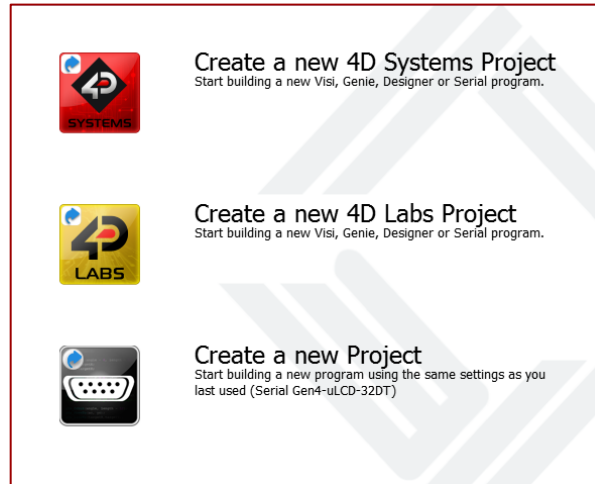 4D
SYSTEMS
Create a new 4D Systems Project
Start building a new Visi, Genie, Designer or Serial program.
4D
LABS
Create a new 4D Labs Project
Start building a new Visi, Genie, Designer or Serial program.
Create a new Project
Start building a new program using the same settings as you
last used (Serial Gen4-uLCD-32DT)